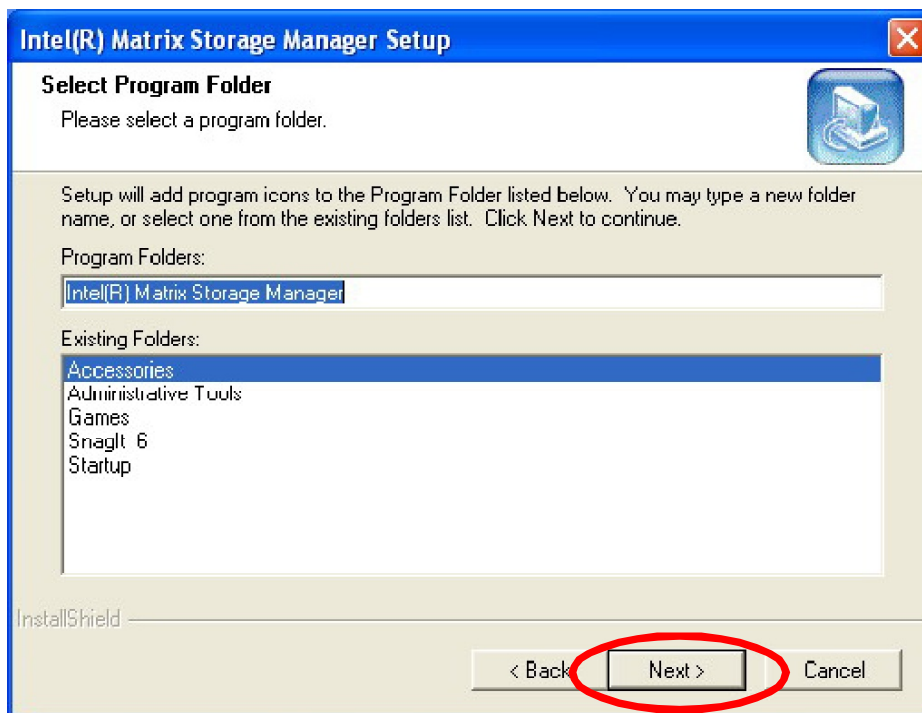 Intel(R) Matrix Storage Manager Setup
Select Program Folder
Please select a program folder.
Setup will add program icons to the Program Folder listed below. You may type a new folder
name, or select one from the existing folders list. Click Next to continue.
Program Folders:
Intel(R) Matrix Storage Manager
Existing Folders:
Accessories
Administrative Tools
Games
SnagIt 6
Startup
InstallShield
< Back
Next >
Cancel